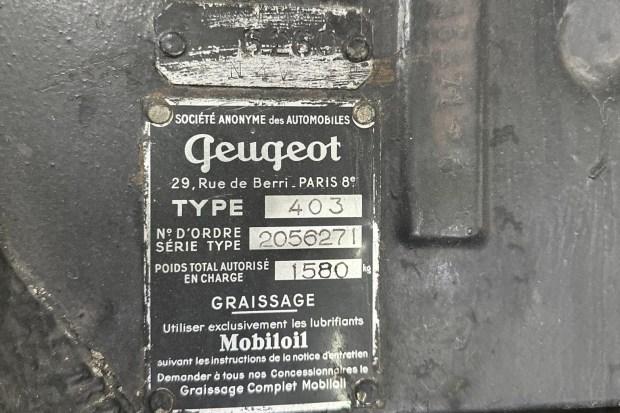 SOCIÉTÉ ANONYME des AUTOMOBILES
Peugeot
29, Rue de Berri - PARIS 8e
TYPE 403
No D'ORDRE
SÉRIE TYPE 2056271
POIDS TOTAL AUTORISÉ
EN CHARGE 1580 kg
GRAISSAGE
Utiliser exclusivement les lubrifiants
Mobiloil
suivant les instructions de la notice d'entretien
Demander à tous nos Concessionnaires le
Graissage Complet Mobiloil